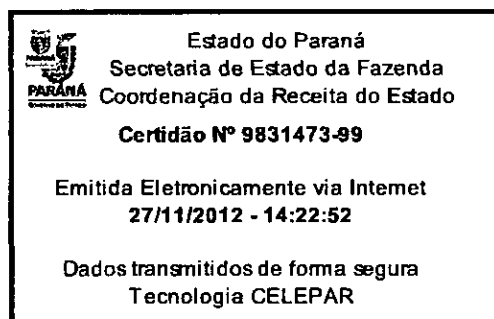 Estado do Paraná
Secretaria de Estado da Fazenda
PARANÁ Coordenação da Receita do Estado
Certidão Nº 9831473-99
Emitida Eletronicamente via Internet
27/11/2012 - 14:22:52
Dados transmitidos de forma segura
Tecnologia CELEPAR